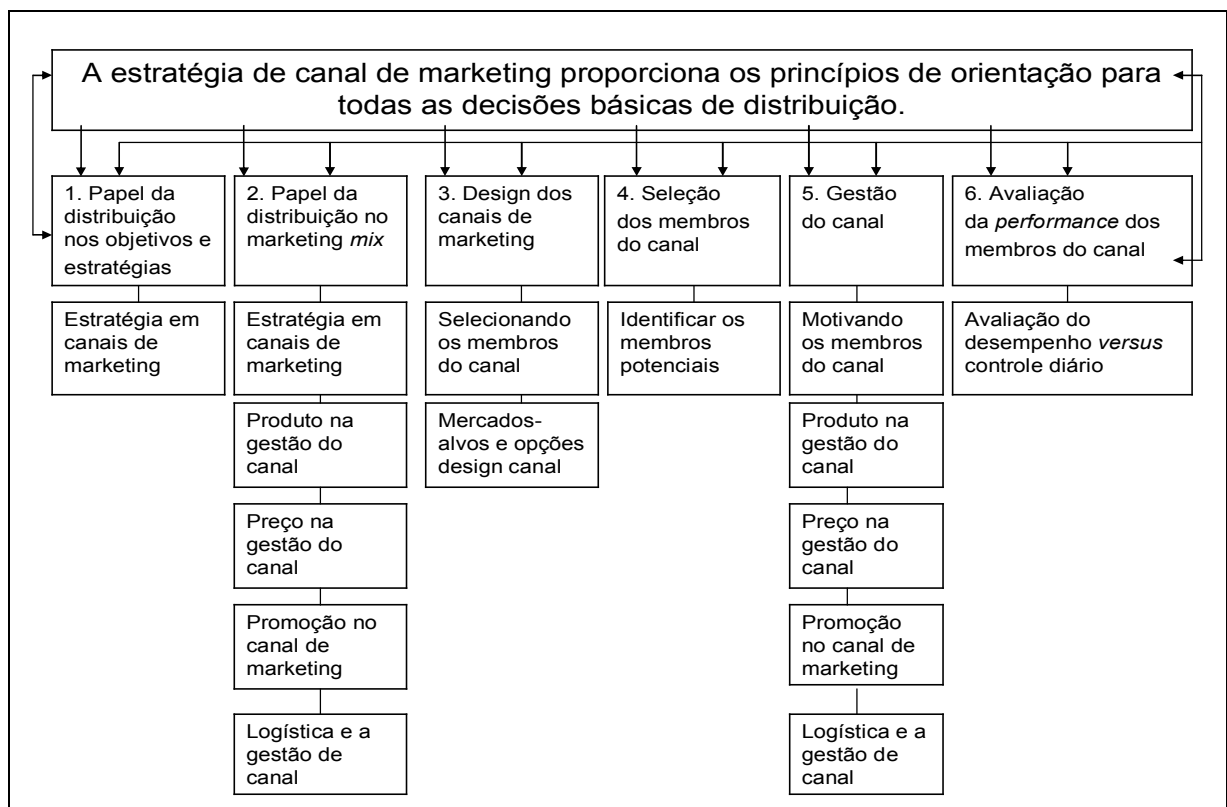 A estratégia de canal de marketing proporciona os princípios de orientação para
todas as decisões básicas de distribuição.
1. Papel da
distribuição
nos objetivos e
estratégias
2. Papel da
distribuição no
marketing mix
3. Design dos
canais de
marketing
4. Seleção
dos membros
do canal
5. Gestão
do canal
6. Avaliação
da performance dos
membros do canal
Estratégia em
canais de
marketing
Estratégia em
canais de
marketing
Selecionando
os membros
do canal
Identificar os
membros
potenciais
Motivando
os membros
do canal
Avaliação do
desempenho versus
controle diário
Produto na
gestão do
canal
Mercados-
alvos e opções
design canal
Produto na
gestão do
canal
Preço na
gestão do
canal
Preço na
gestão do
canal
Promoção no
canal de
marketing
Promoção
no canal de
marketing
Logística e a
gestão de
canal
Logística e a
gestão de
canal